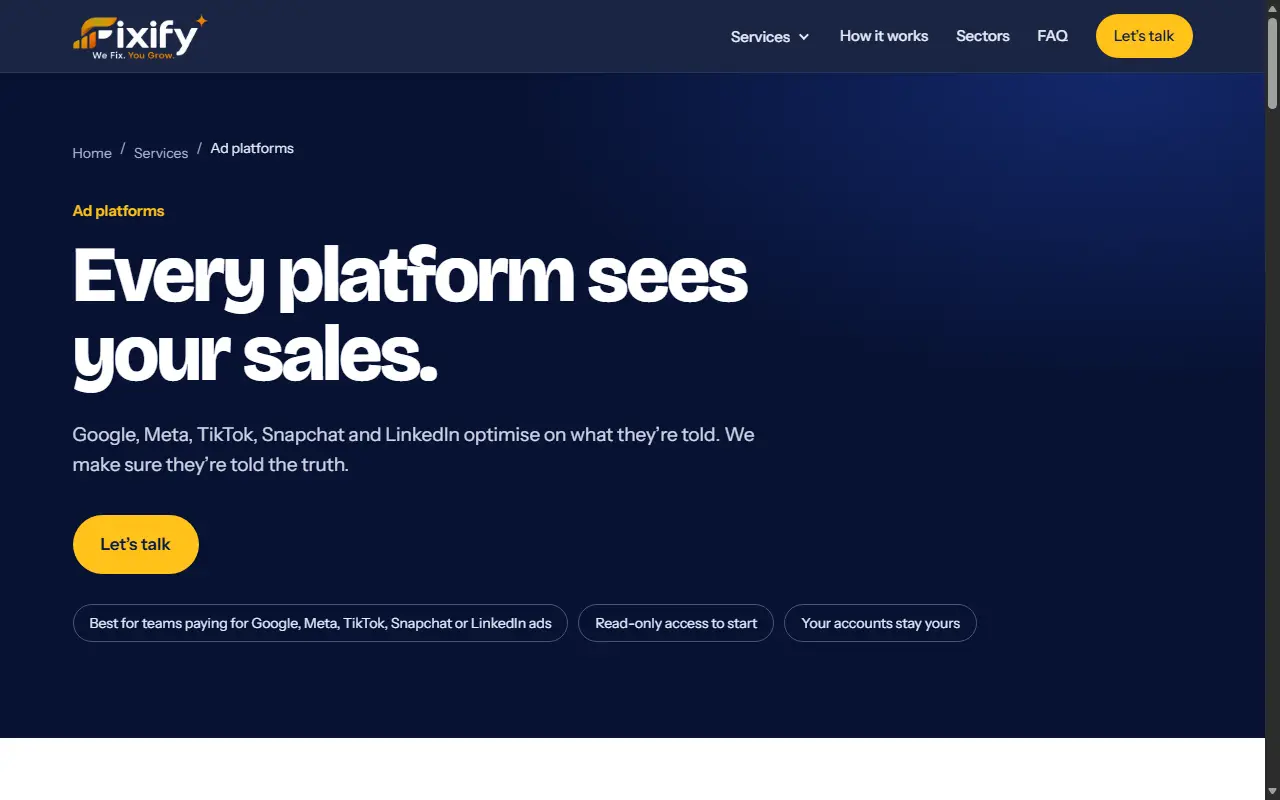 Fixify
We Fix. You Grow.
Services
How it works
Sectors
FAQ
Let’s talk
Home / Services / Ad platforms
Ad platforms
Every platform sees
your sales.
Google, Meta, TikTok, Snapchat and LinkedIn optimise on what they’re told. We
make sure they’re told the truth.
Let’s talk
Best for teams paying for Google, Meta, TikTok, Snapchat or LinkedIn ads
Read-only access to start
Your accounts stay yours